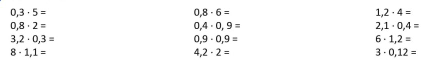 0,3 · 5 = 0,8 · 6 = 1,2 · 4 =
0,8 · 2 = 0,4 · 0, 9 = 2,1 · 0,4 =
3,2 · 0,3 = 0,9 · 0,9 = 6 · 1,2 =
8 · 1,1 = 4,2 · 2 = 3 · 0,12 =